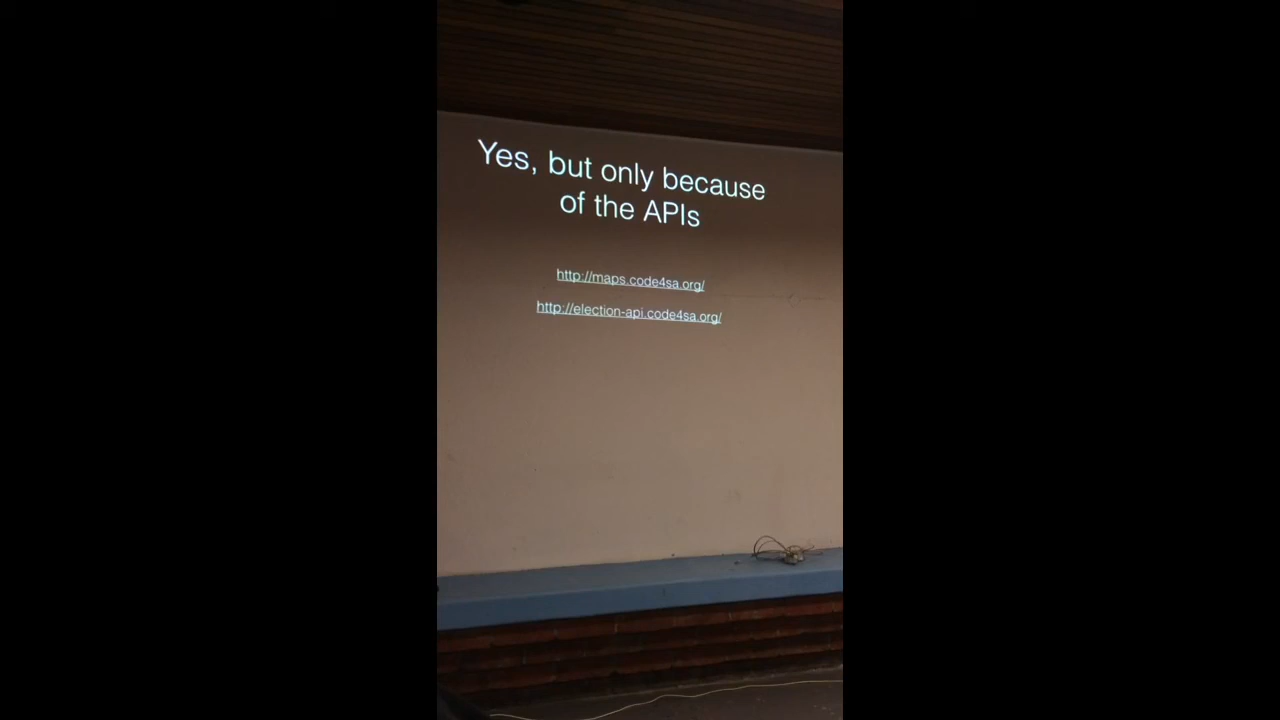 Yes, but only because
of the APIs
http://maps.code4sa.org/
http://election-api.code4sa.org/